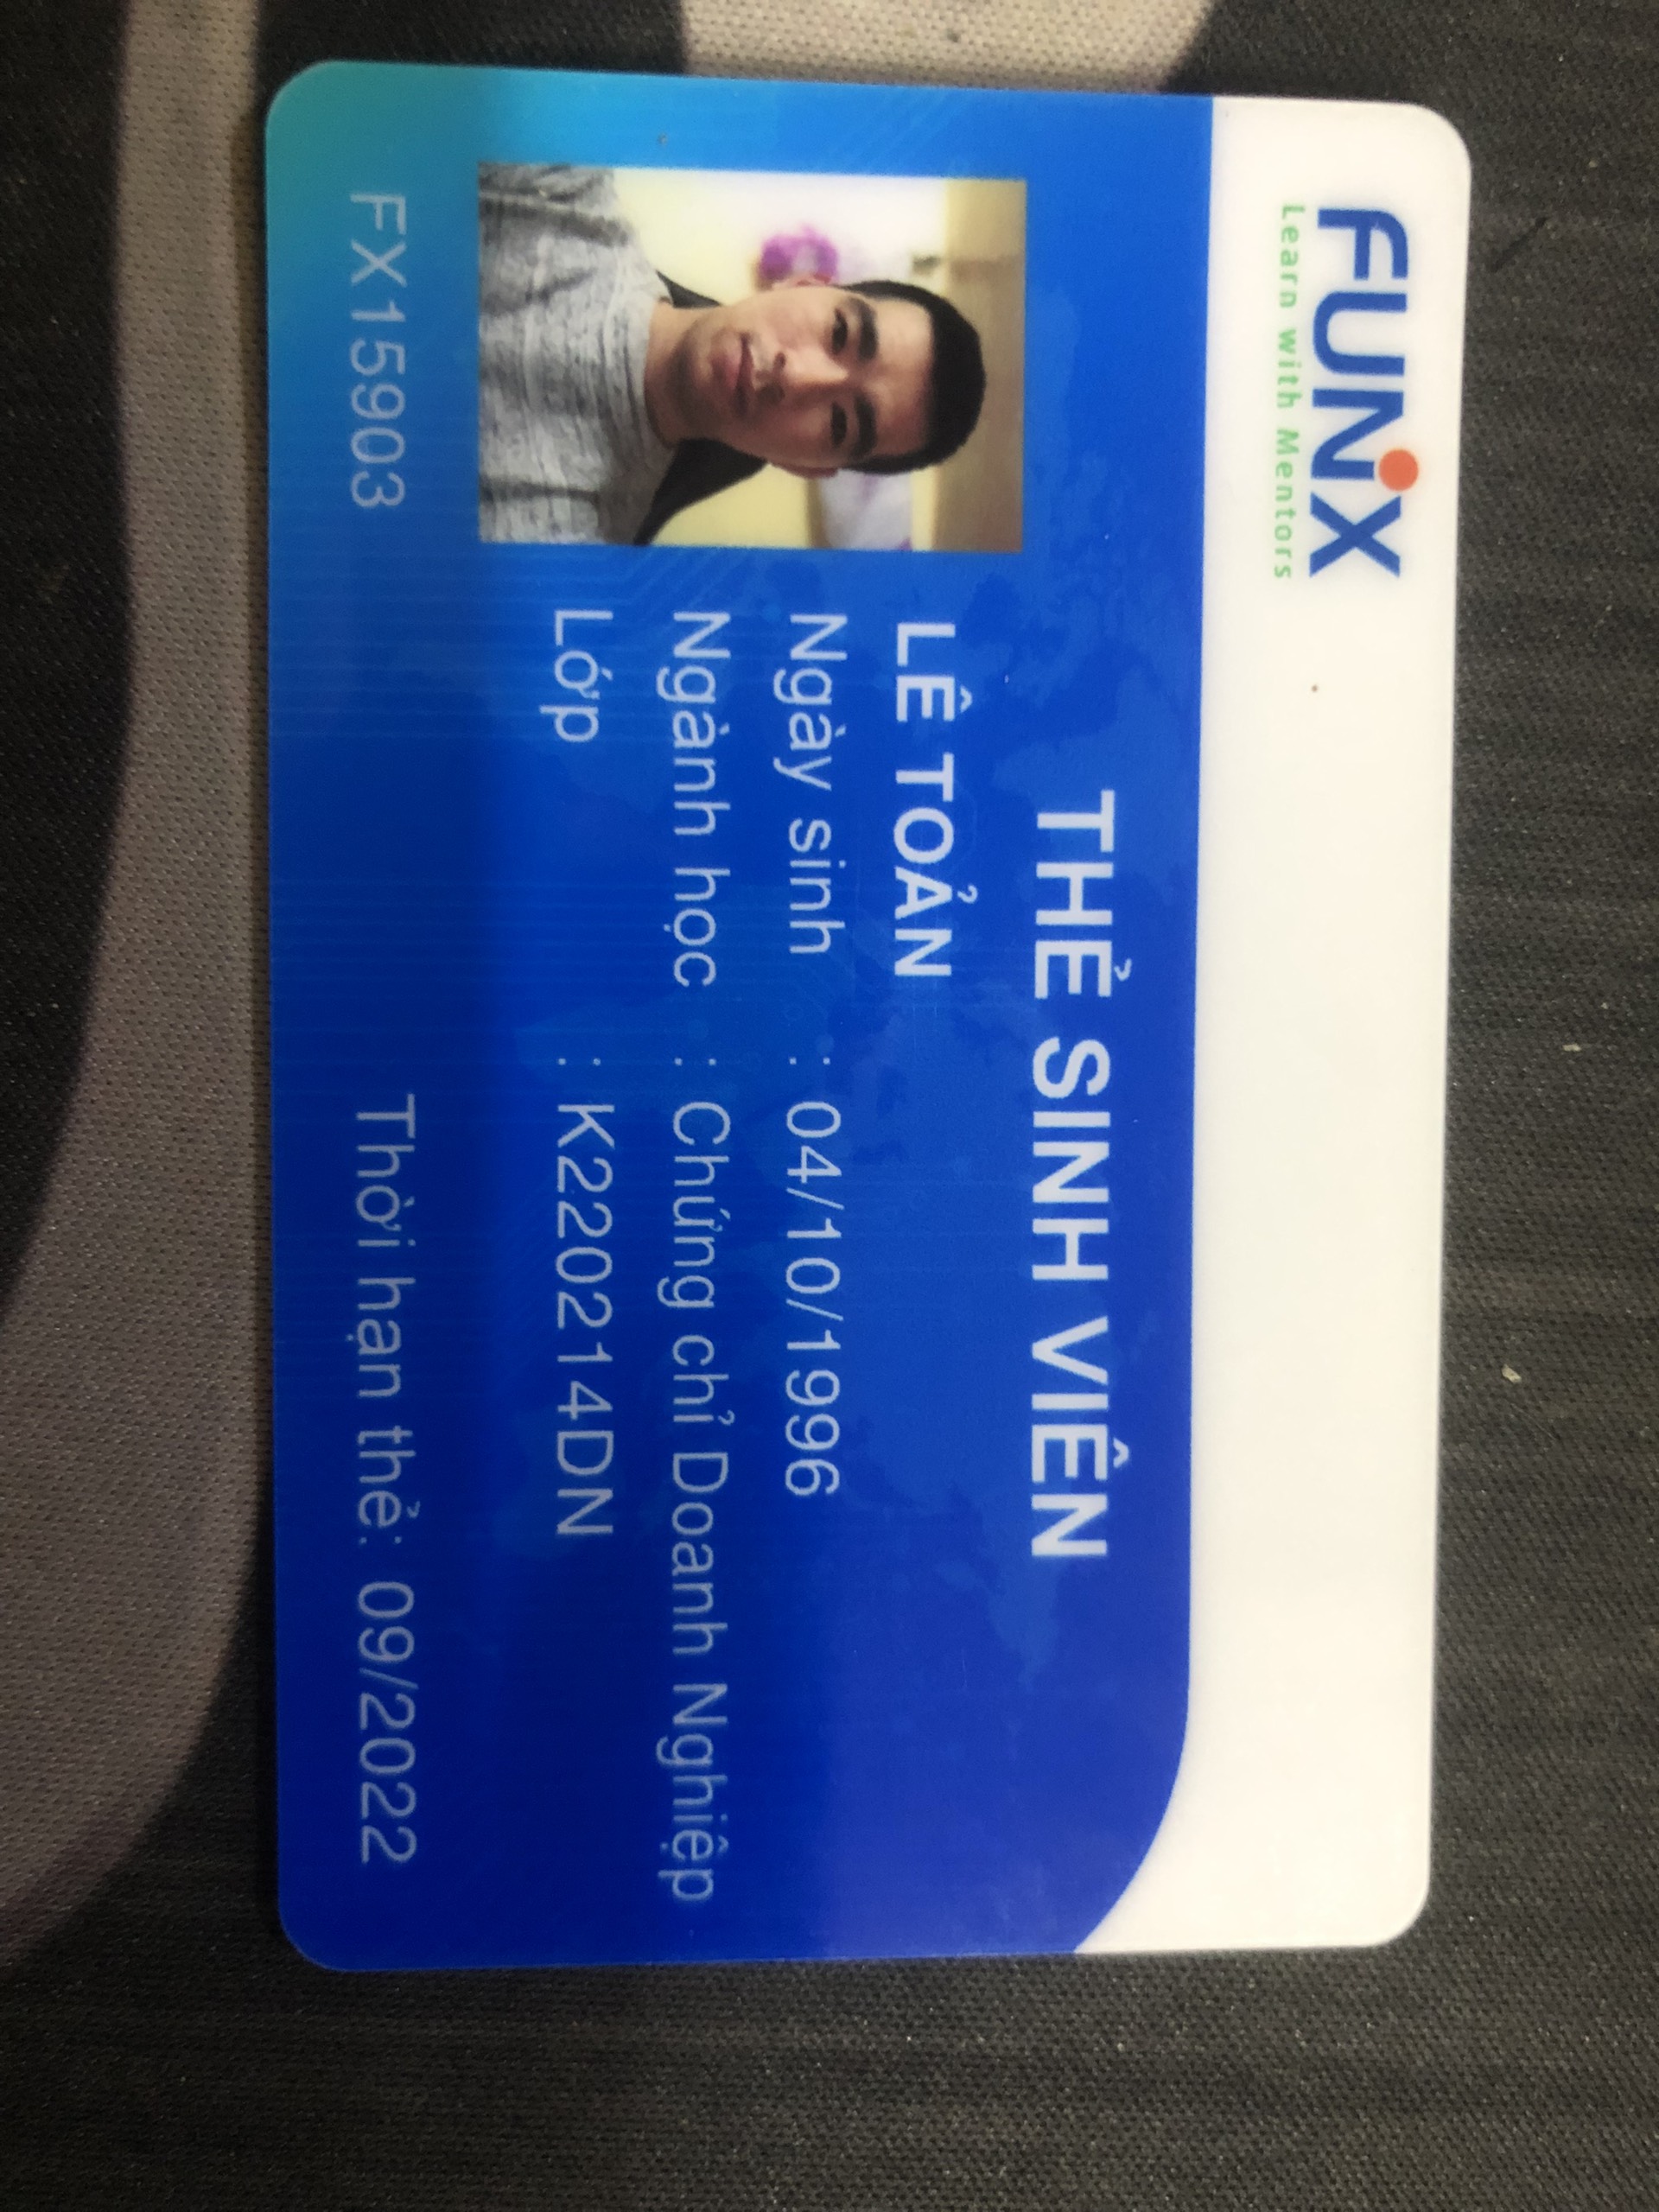 FUNiX
Learn with Mentors
THẺ SINH VIÊN
LÊ TOẢN
Ngày sinh : 04/10/1996
Ngành học : Chứng chỉ Doanh Nghiệp
Lớp : K220214DN
FX15903 Thời hạn thẻ: 09/2022